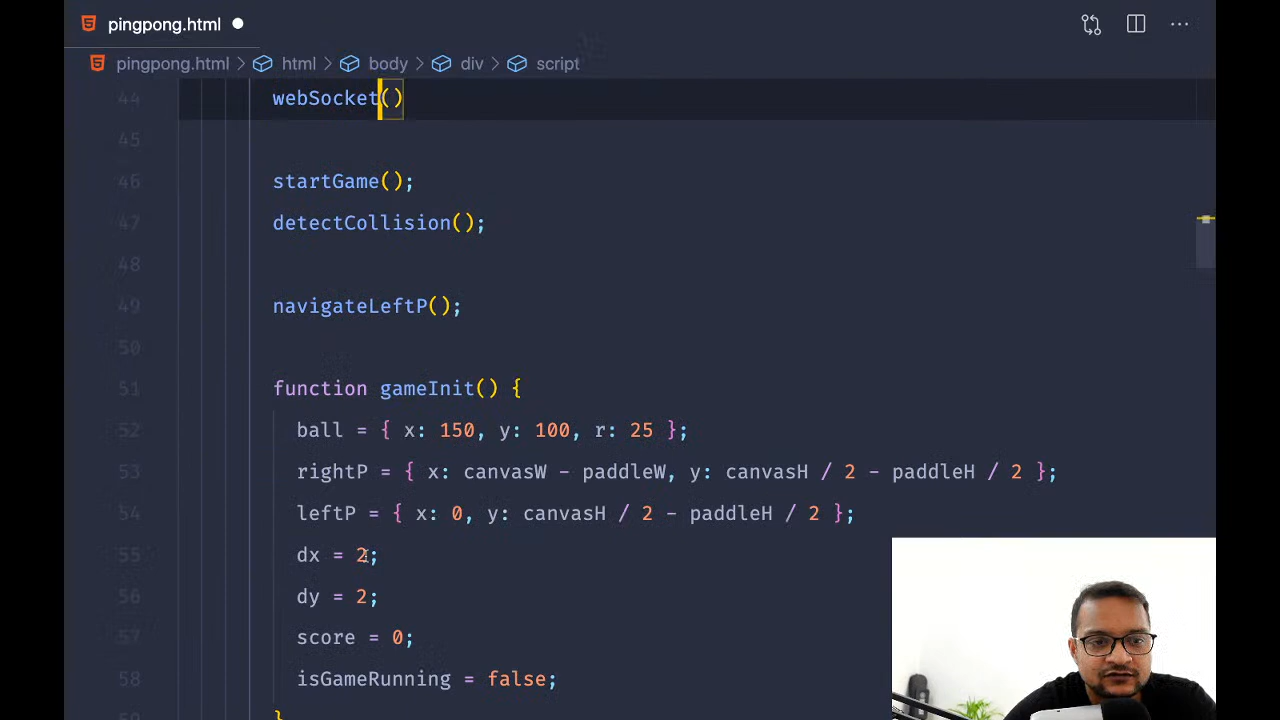 pingpong.html
pingpong.html > html > body > div > script
44 webSocket()
45
46 startGame();
47 detectCollision();
48
49 navigateLeftP();
50
51 function gameInit() {
52 ball = { x: 150, y: 100, r: 25 };
53 rightP = { x: canvasW - paddleW, y: canvasH / 2 - paddleH / 2 };
54 leftP = { x: 0, y: canvasH / 2 - paddleH / 2 };
55 dx = 2;
56 dy = 2;
57 score = 0;
58 isGameRunning = false;
}